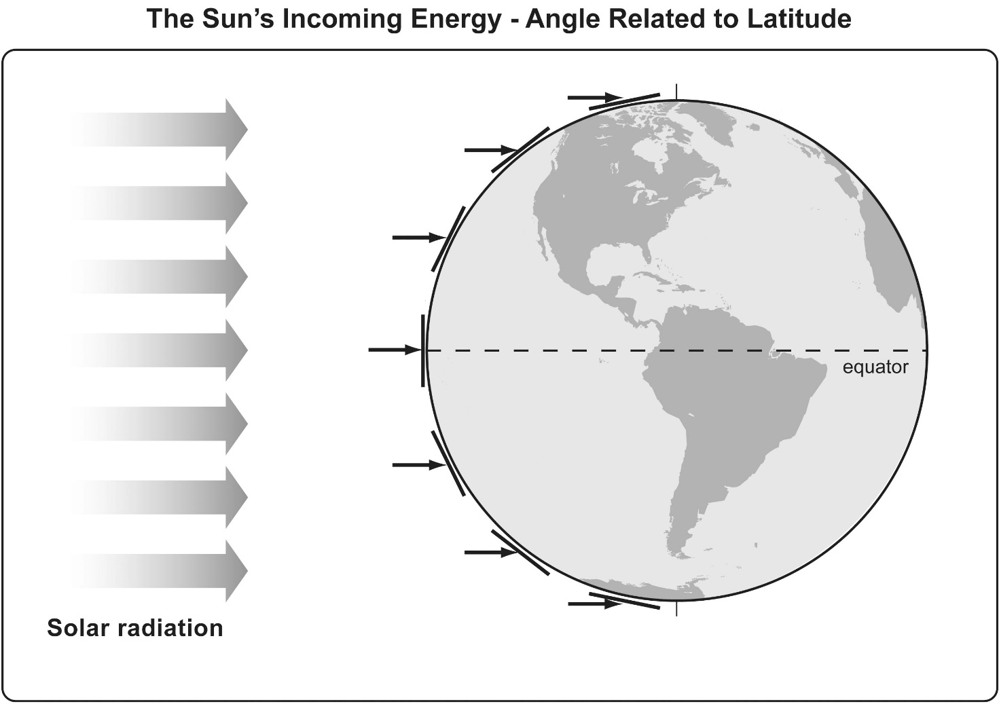 The Sun’s Incoming Energy - Angle Related to Latitude
equator
Solar radiation